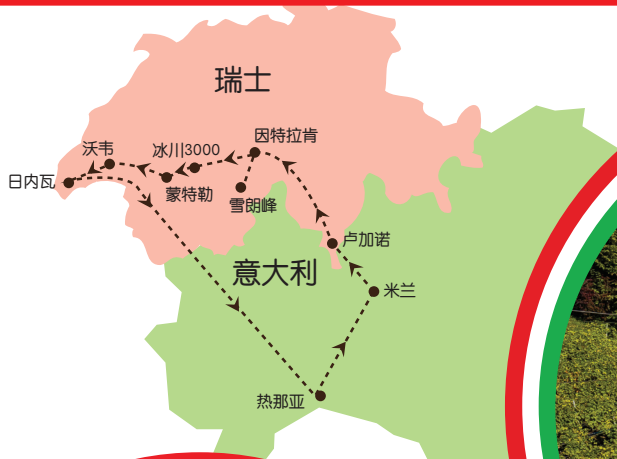 瑞士
沃韦
冰川3000
因特拉肯
日内瓦
蒙特勒
雪朗峰
卢加诺
意大利
米兰
热那亚